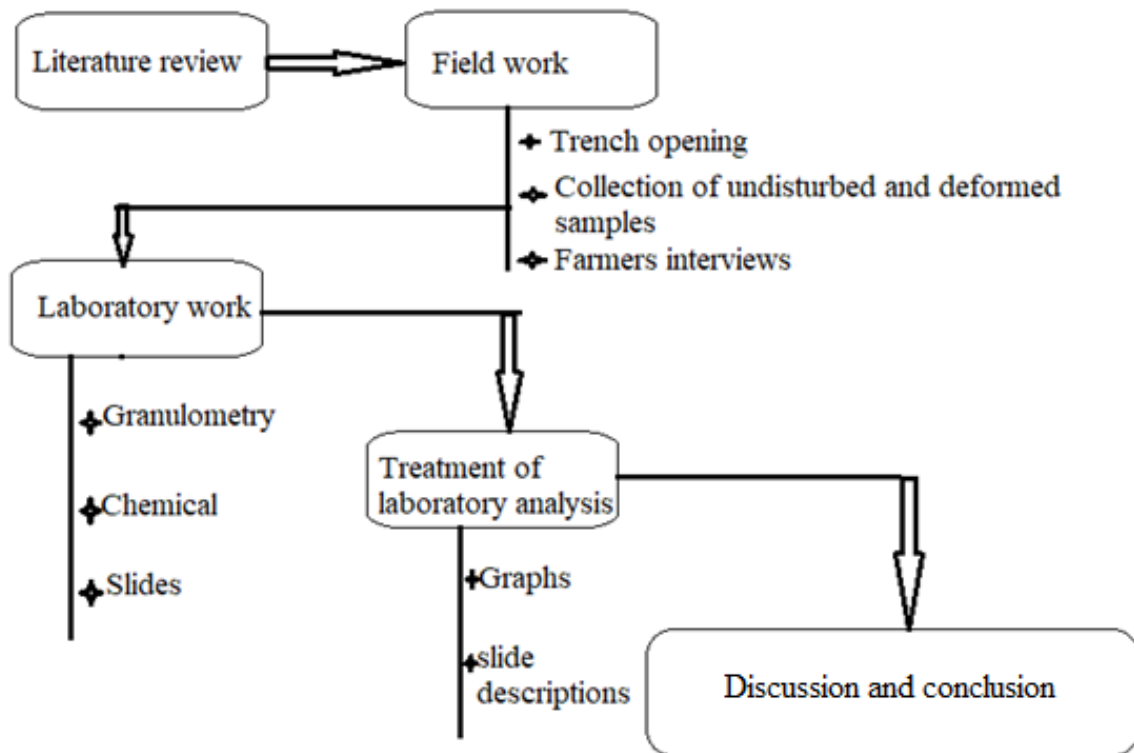 Literature review
Field work
Trench opening
Collection of undisturbed and deformed
samples
Farmers interviews
Laboratory work
Granulometry
Chemical
Slides
Treatment of
laboratory analysis
Graphs
slide
descriptions
Discussion and conclusion